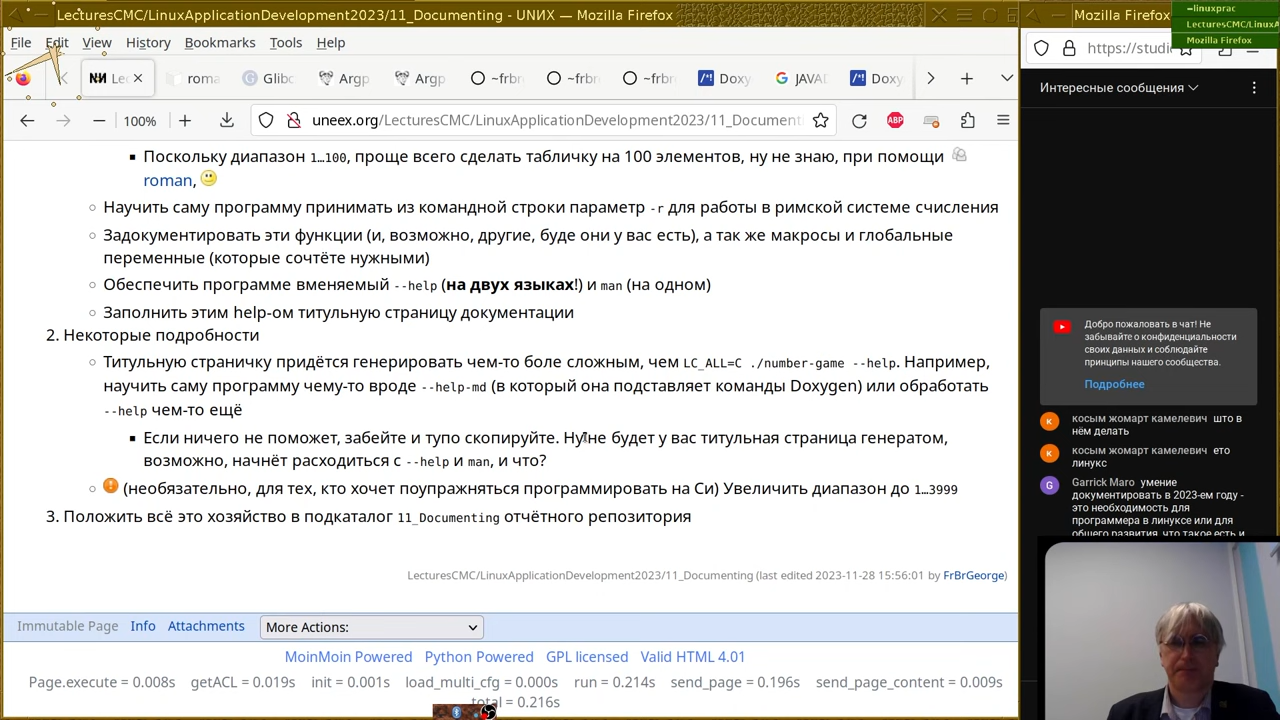 LecturesCMC/LinuxApplicationDevelopment2023/11_Documenting - UNИX — Mozilla Firefox
Mozilla Firefox
~linuxprac
LecturesCMC/LinuxA
Mozilla Firefox
File Edit View History Bookmarks Tools Help
https://studi
Le
roma
Glibc
Argp
Argp
~frbr
~frbr
~frbr
Doxy
JAVAD
Doxy
Интересные сообщения
100%
uneex.org/LecturesCMC/LinuxApplicationDevelopment2023/11_Document
Поскольку диапазон 1…100, проще всего сделать табличку на 100 элементов, ну не знаю, при помощи
roman,
Научить саму программу принимать из командной строки параметр -r для работы в римской системе счисления
Задокументировать эти функции (и, возможно, другие, буде они у вас есть), а так же макросы и глобальные
переменные (которые сочтёте нужными)
Обеспечить программе вменяемый --help (на двух языках!) и man (на одном)
Заполнить этим help-ом титульную страницу документации
2. Некоторые подробности
Титульную страничку придётся генерировать чем-то боле сложным, чем LC_ALL=C ./number-game --help. Например,
научить саму программу чему-то вроде --help-md (в который она подставляет команды Doxygen) или обработать
--help чем-то ещё
Если ничего не поможет, забейте и тупо скопируйте. Ну не будет у вас титульная страница генератом,
возможно, начнёт расходиться с --help и man, и что?
(необязательно, для тех, кто хочет поупражняться программировать на Си) Увеличить диапазон до 1…3999
3. Положить всё это хозяйство в подкаталог 11_Documenting отчётного репозитория
LecturesCMC/LinuxApplicationDevelopment2023/11_Documenting (last edited 2023-11-28 15:56:01 by FrBrGeorge)
Immutable Page Info Attachments More Actions:
MoinMoin Powered Python Powered GPL licensed Valid HTML 4.01
Page.execute = 0.008s getACL = 0.019s init = 0.001s load_multi_cfg = 0.000s run = 0.214s send_page = 0.196s send_page_content = 0.009s
total = 0.216s
Добро пожаловать в чат! Не
забывайте о конфиденциальности
своих данных и соблюдайте
принципы нашего сообщества.
Подробнее
косым жомарт камелевич што в
нём делать
косым жомарт камелевич ето
линукс
G
Garrick Maro умение
документировать в 2023-ем году -
это необходимость для
программера в линуксе или для
общего развития, что такое есть и